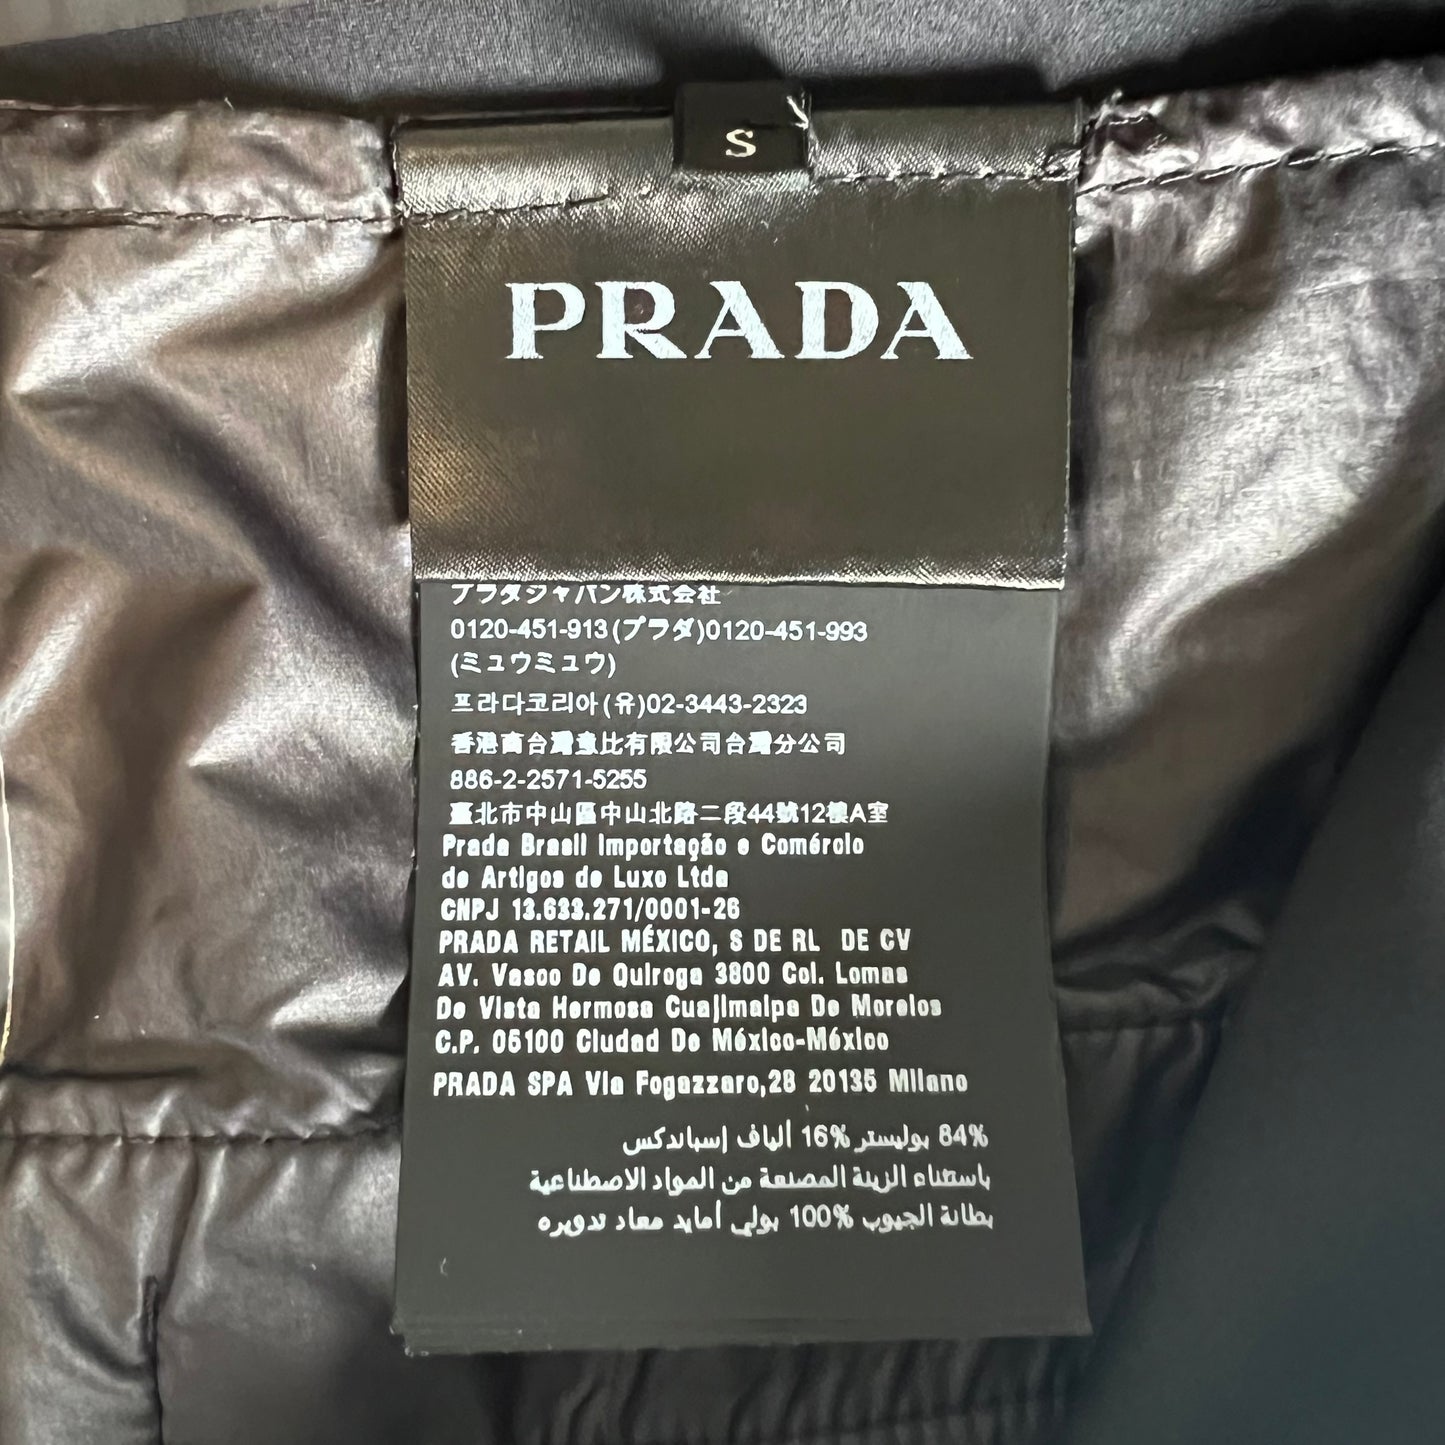 S
PRADA
プラダジャパン株式会社
0120-451-913(プラダ)0120-451-993
(ミュウミュウ)
프라다코리아(유)02-3443-2323
香港商台灣壹比有限公司台灣分公司
886-2-2571-5255
臺北市中山區中山北路二段44號12樓A室
Prada Brasil Importação e Comércio
de Artigos de Luxo Ltda
CNPJ 13.633.271/0001-26
PRADA RETAIL MÉXICO, S DE RL DE CV
AV. Vasco De Quiroga 3800 Col. Lomas
De Vista Hermosa Cuajimalpa De Morelos
C.P. 05100 Ciudad De México-México
PRADA SPA Via Fogazzaro,28 20135 Milano
84% بوليستر 16% ألياف إسباندكس
باستثناء الزينة المصنعة من المواد الاصطناعية
بطانة الجيوب 100% بولي أمايد معاد تدويره